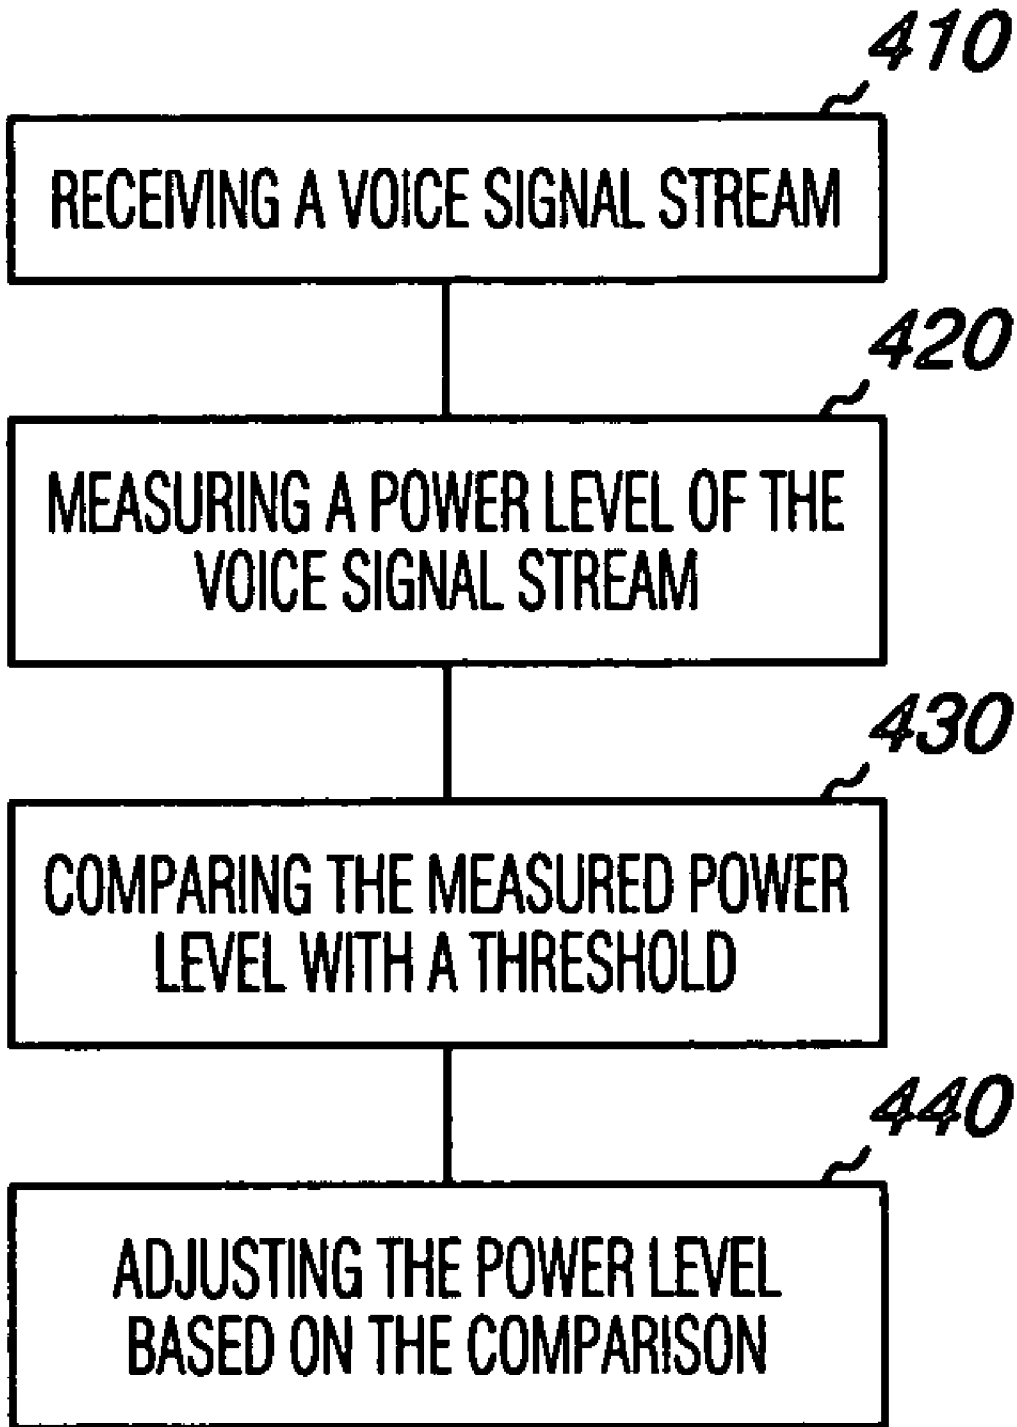 410
RECEIVING A VOICE SIGNAL STREAM
420
MEASURING A POWER LEVEL OF THE
VOICE SIGNAL STREAM
430
COMPARING THE MEASURED POWER
LEVEL WITH A THRESHOLD
440
ADJUSTING THE POWER LEVEL
BASED ON THE COMPARISON